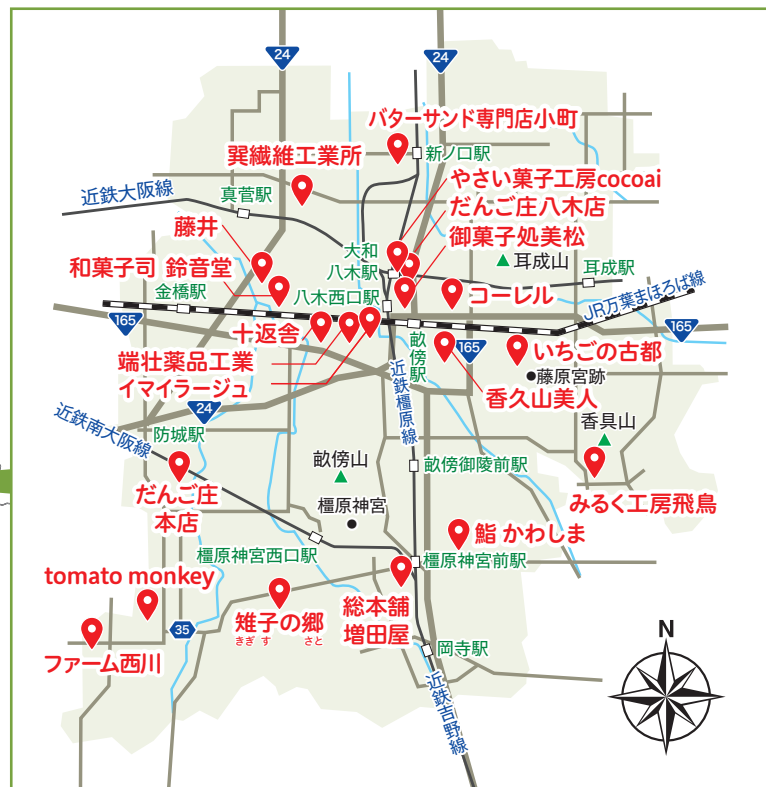 24
24
バターサンド専門店小町
新ノ口駅
巽繊維工業所
やさい菓子工房cocoai
真菅駅
近鉄大阪線
だんご庄八木店
藤井
御菓子処美松
大和
八木駅
耳成山
耳成駅
和菓子司 鈴音堂
金橋駅
八木西口駅
コーレル
JR万葉まほろば線
165
十返舎
165
畝傍駅
165
いちごの古都
端壮薬品工業
イマイラージュ
藤原宮跡
香久山美人
近鉄橿原線
24
近鉄南大阪線
防城駅
香具山
畝傍山
畝傍御陵前駅
だんご庄
本店
橿原神宮
みるく工房飛鳥
鮨 かわしま
橿原神宮西口駅
橿原神宮前駅
tomato monkey
総本舗
増田屋
雉子の郷
きぎ す さと
35
N
岡寺駅
ファーム西川
近鉄吉野線